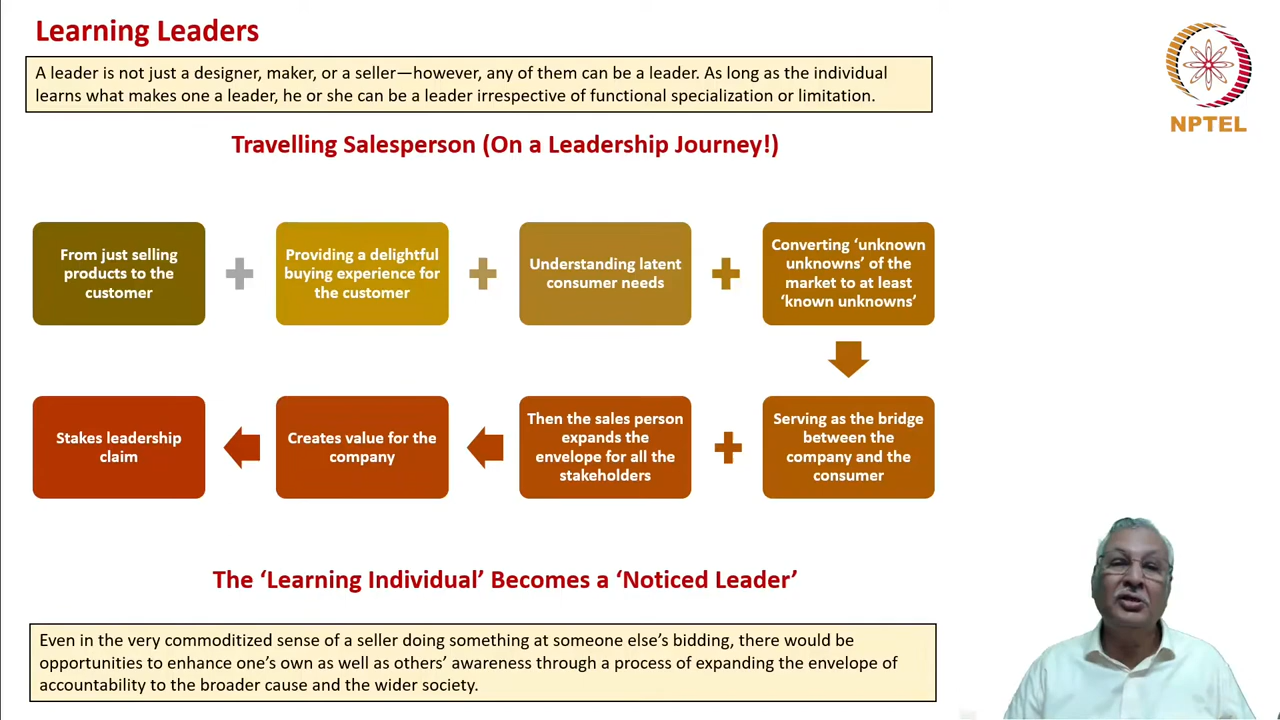 Learning Leaders
NPTEL
A leader is not just a designer, maker, or a seller—however, any of them can be a leader. As long as the individual
learns what makes one a leader, he or she can be a leader irrespective of functional specialization or limitation.
Travelling Salesperson (On a Leadership Journey!)
From just selling
products to the
customer
Providing a delightful
buying experience for
the customer
Understanding latent
consumer needs
Converting ‘unknown
unknowns’ of the
market to at least
‘known unknowns’
Serving as the bridge
between the
company and the
consumer
Then the sales person
expands the
envelope for all the
stakeholders
Creates value for the
company
Stakes leadership
claim
The ‘Learning Individual’ Becomes a ‘Noticed Leader’
Even in the very commoditized sense of a seller doing something at someone else’s bidding, there would be
opportunities to enhance one’s own as well as others’ awareness through a process of expanding the envelope of
accountability to the broader cause and the wider society.